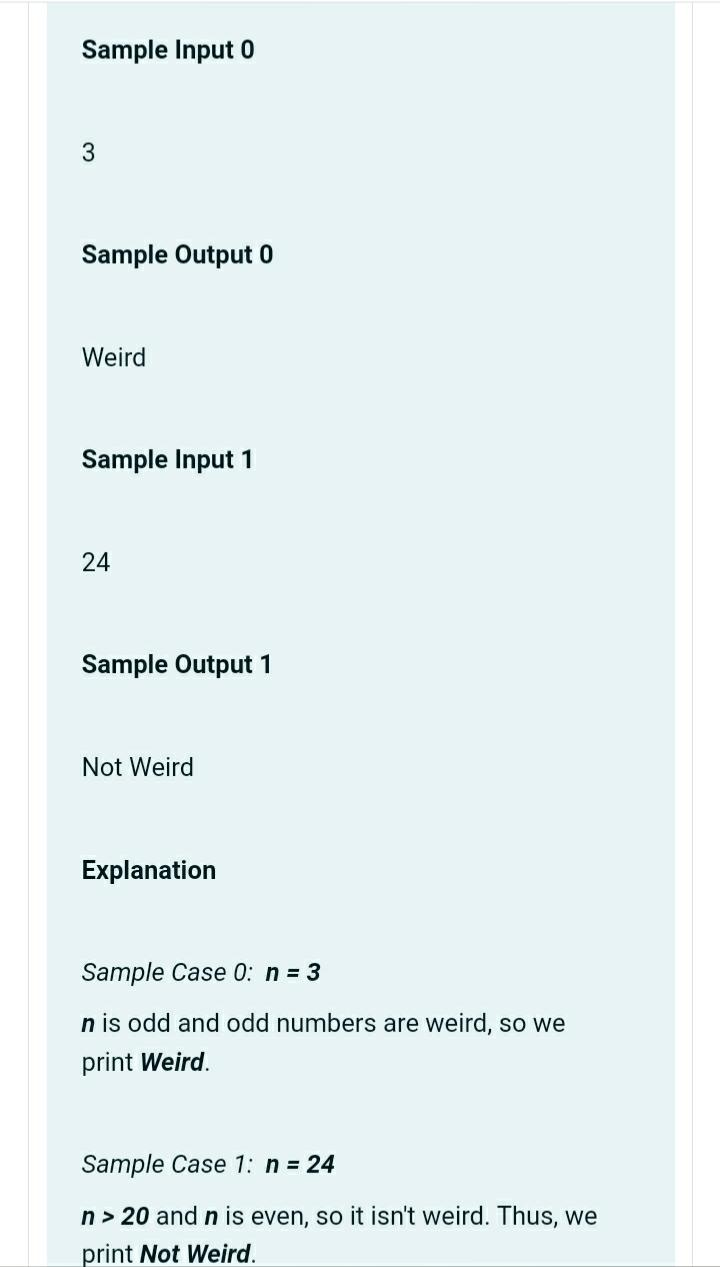 Sample Input 0
3
Sample Output 0
Weird
Sample Input 1
24
Sample Output 1
Not Weird
Explanation
Sample Case 0: n = 3
n is odd and odd numbers are weird, so we
print Weird.
Sample Case 1: n = 24
n > 20 and n is even, so it isn't weird. Thus, we
print Not Weird.